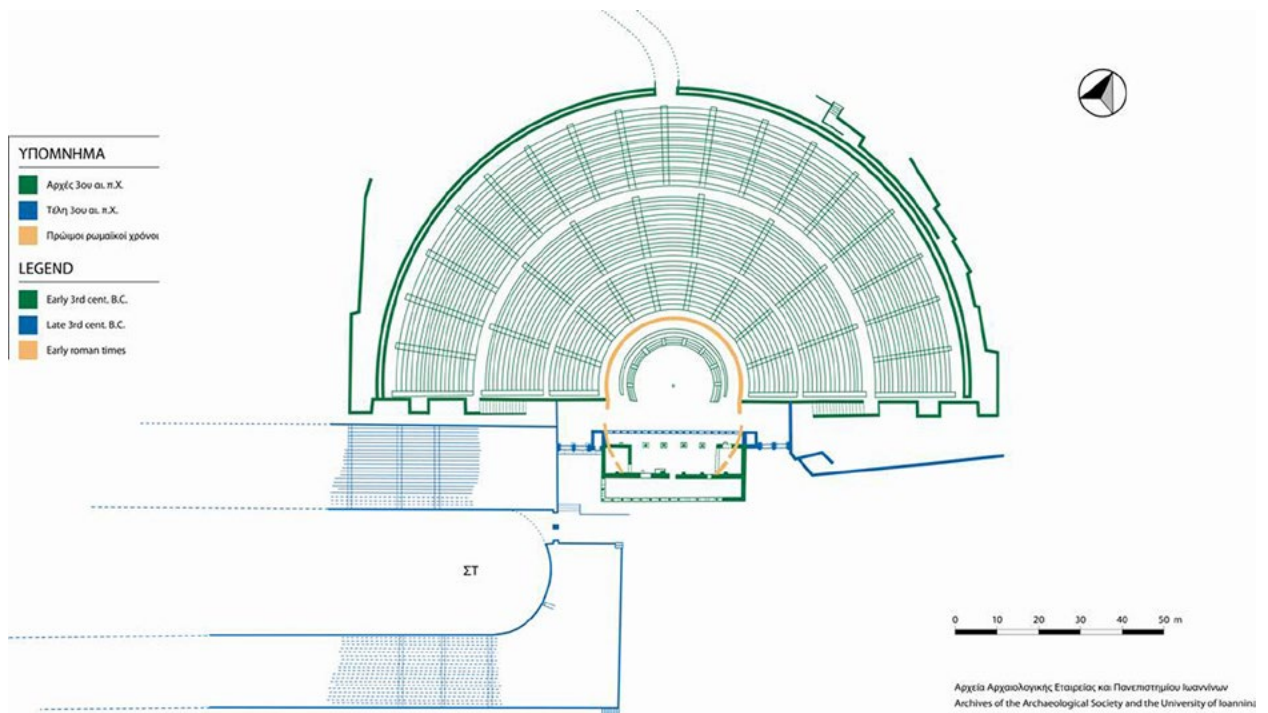 ΥΠΟΜΝΗΜΑ
Αρχές 3ου αι. π.Χ.
Τέλη 3ου αι. π.Χ.
Πρώιμοι ρωμαϊκοί χρόνοι
LEGEND
Early 3rd cent. B.C.
Late 3rd cent. B.C.
Early roman times
ΣΤ
0 10 20 30 40 50 m
Αρχεία Αρχαιολογικής Εταιρείας και Πανεπιστημίου Ιωαννίνων
Archives of the Archaeological Society and the University of Ioannina